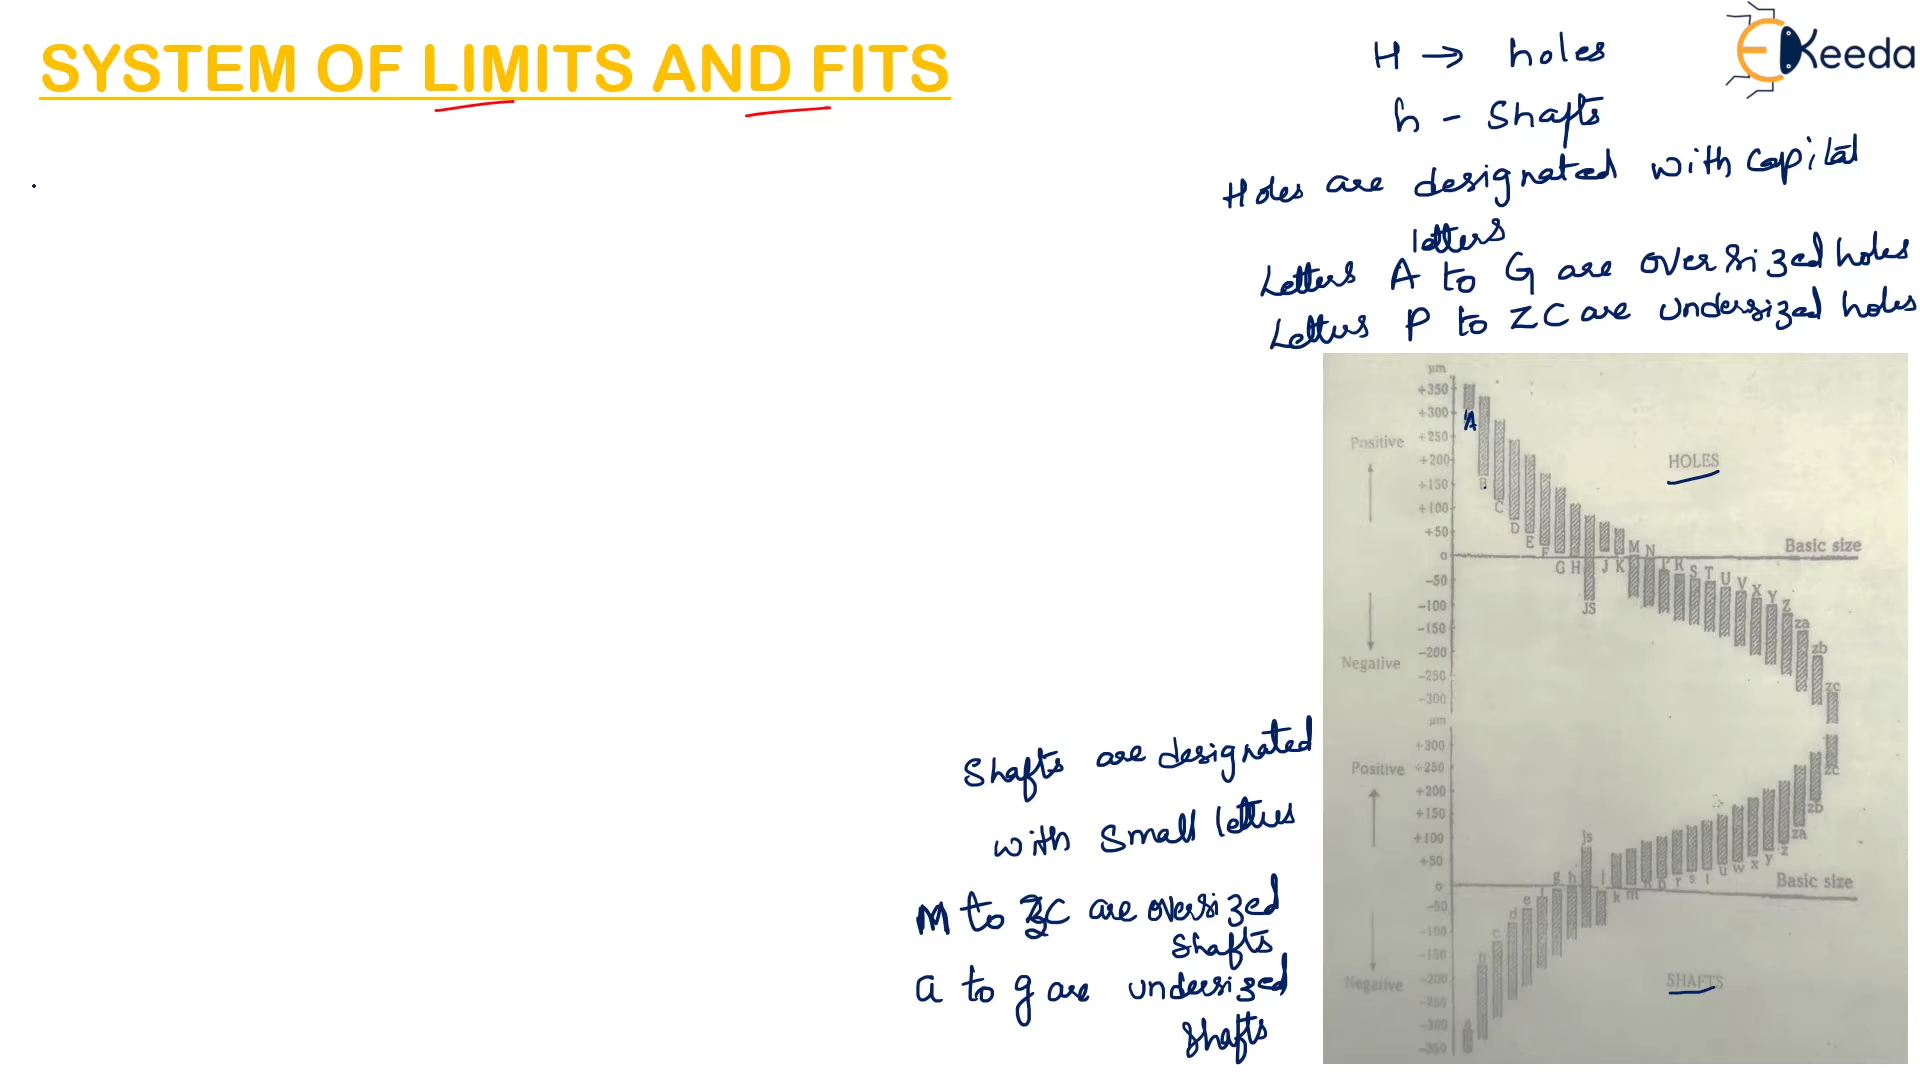 SYSTEM OF LIMITS AND FITS
EKeeda
H → holes
h - Shafts
Holes are designated with capital
letters
Letters A to G are oversized holes
Letters P to ZC are undersized holes
µm
+350
+300
A
+250
Positive
+200
HOLES
+150
B
+100
C
+50
D
E
F
0
M N
Basic size
G H J K
P R S T U V X Y Z
-50
-100
JS
za
-150
-200
zb
Negative
-250
-300
zc
µm
+300
Positive
+250
zc
+200
+150
zb
+100
js
za
+50
z
g h j
n p r s t u w x y
0
k m
Basic size
-50
e
d
-100
c
-150
b
-200
Negative
SHAFTS
-250
-300
-350
Shafts are designated
with small letters
M to ZC are oversized
shafts
a to g are undersized
shafts